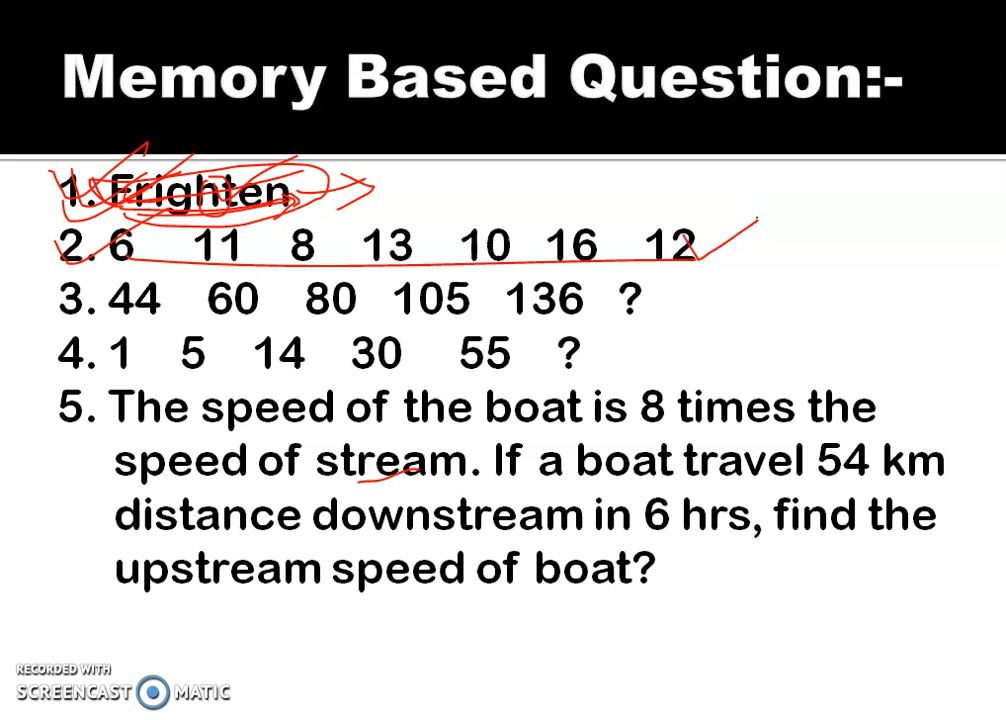 Memory Based Question:-
1. Frighten
2. 6 11 8 13 10 16 12
3. 44 60 80 105 136 ?
4. 1 5 14 30 55 ?
5. The speed of the boat is 8 times the
speed of stream. If a boat travel 54 km
distance downstream in 6 hrs, find the
upstream speed of boat?
RECORDED WITH
SCREENCAST MATIC